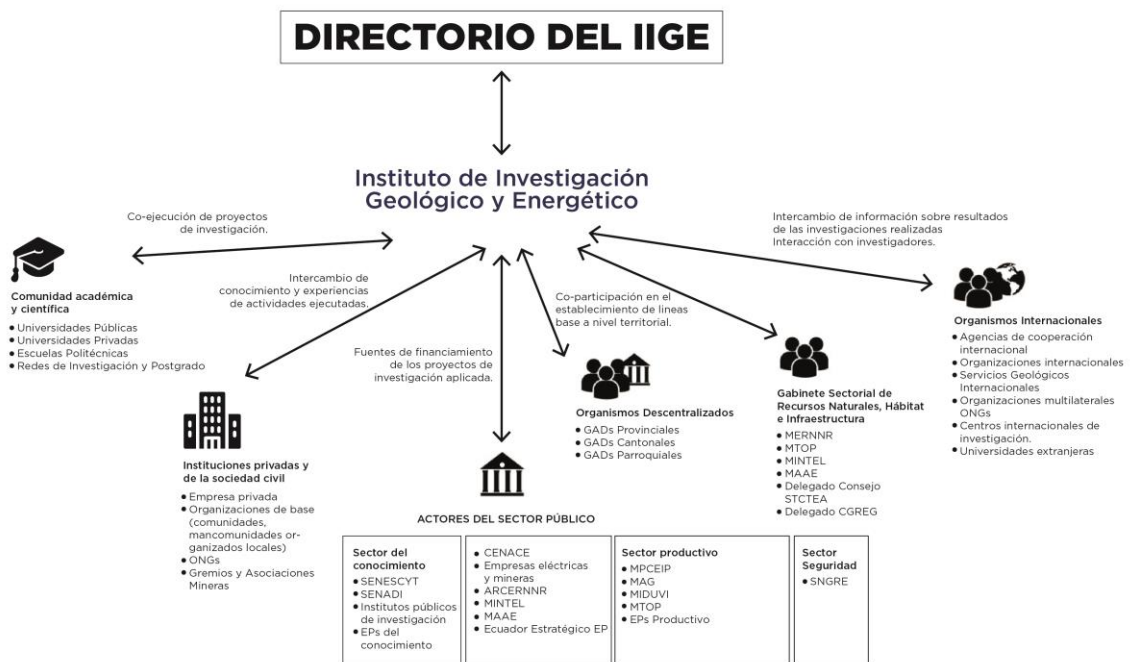 DIRECTORIO DEL IIGE
Instituto de Investigación
Geológico y Energético
Co-ejecución de proyectos
de investigación.
Comunidad académica
y científica
• Universidades Públicas
• Universidades Privadas
• Escuelas Politécnicas
• Redes de Investigación y Postgrado
Intercambio de
conocimiento y experiencias
de actividades ejecutadas.
Instituciones privadas y
de la sociedad civil
• Empresa privada
• Organizaciones de base
(comunidades,
mancomunidades or-
ganizados locales)
• ONGs
• Gremios y Asociaciones
Mineras
Fuentes de financiamiento
de los proyectos de
investigación aplicada.
ACTORES DEL SECTOR PÚBLICO
Sector del
conocimiento
• SENESCYT
• SENADI
• Institutos públicos
de investigación
• EPs del
conocimiento
• CENACE
• Empresas eléctricas
y mineras
• ARCERNNR
• MINTEL
• MAAE
• Ecuador Estratégico EP
Sector productivo
• MPCEIP
• MAG
• MIDUVI
• MTOP
• EPs Productivo
Sector
Seguridad
• SNGRE
Co-participación en el
establecimiento de lineas
base a nivel territorial.
Organismos Descentralizados
• GADs Provinciales
• GADs Cantonales
• GADs Parroquiales
Gabinete Sectorial de
Recursos Naturales, Hábitat
e Infraestructura
• MERNNR
• MTOP
• MINTEL
• MAAE
• Delegado Consejo
STCTEA
• Delegado CGREG
Intercambio de información sobre resultados
de las investigaciones realizadas
Interacción con investigadores.
Organismos Internacionales
• Agencias de cooperación
internacional
• Organizaciones internacionales
• Servicios Geológicos
Internacionales
• Organizaciones multilaterales
ONGs
• Centros internacionales de
investigación.
• Universidades extranjeras